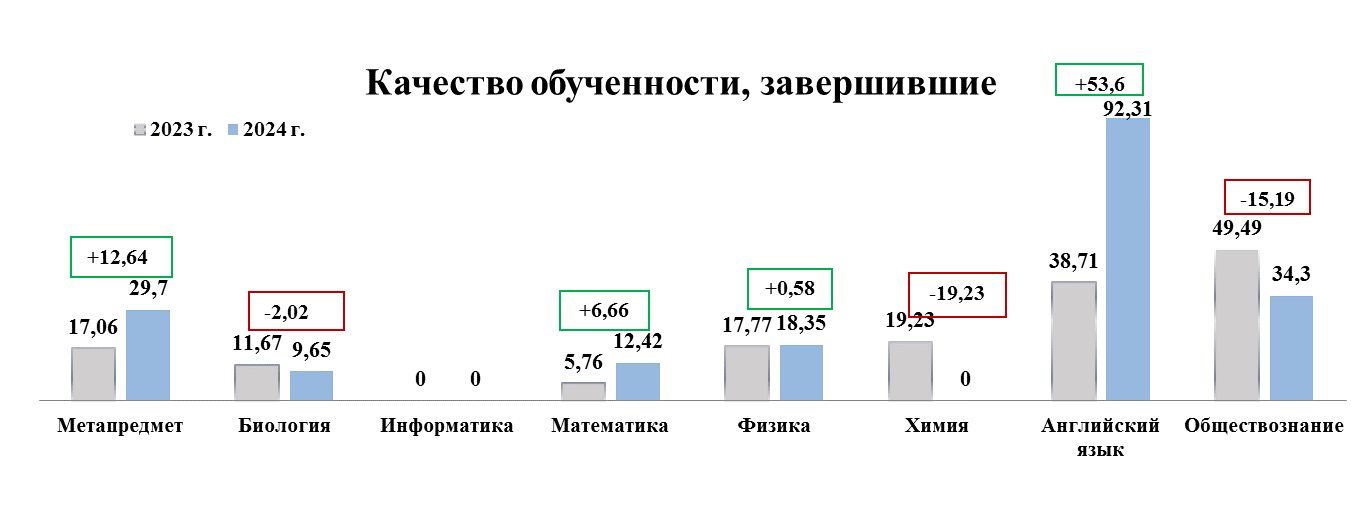 Качество обученности, завершившие
2023 г. 2024 г.
+12,64
-2,02
+6,66
+0,58
-19,23
+53,6
-15,19
17,06 29,7
11,67 9,65
0 0
5,76 12,42
17,77 18,35
19,23 0
38,71 92,31
49,49 34,3
Метапредмет
Биология
Информатика
Математика
Физика
Химия
Английский
язык
Обществознание